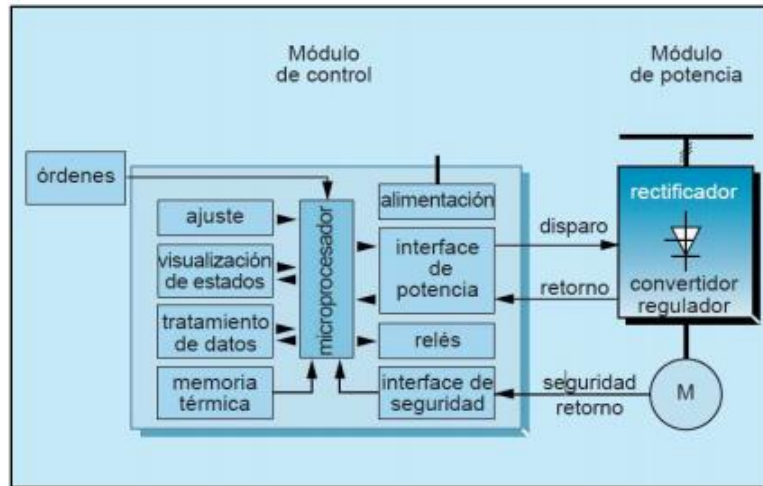 Módulo
de control
Módulo
de potencia
órdenes
ajuste
visualización
de estados
tratamiento
de datos
memoria
térmica
microprocesador
alimentación
interface
de
potencia
relés
interface de
seguridad
disparo
retorno
seguridad
retorno
rectificador
convertidor
regulador
M